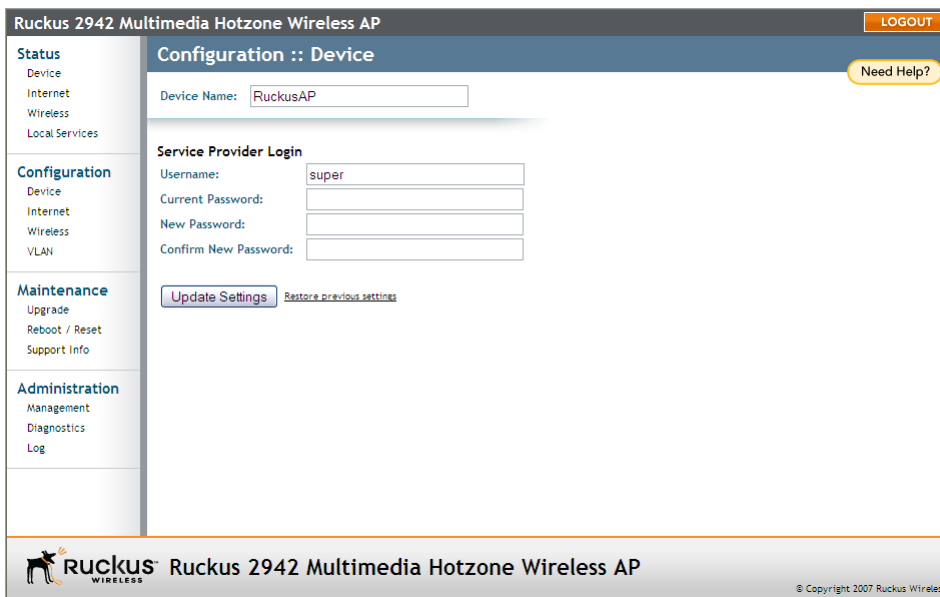 Ruckus 2942 Multimedia Hotzone Wireless AP
LOGOUT
Status
Device
Internet
Wireless
Local Services
Configuration
Device
Internet
Wireless
VLAN
Maintenance
Upgrade
Reboot / Reset
Support Info
Administration
Management
Diagnostics
Log
Configuration :: Device
Need Help?
Device Name: RuckusAP
Service Provider Login
Username: super
Current Password:
New Password:
Confirm New Password:
Update Settings Restore previous settings
RUCKUS WIRELESS
Ruckus 2942 Multimedia Hotzone Wireless AP
© Copyright 2007 Ruckus